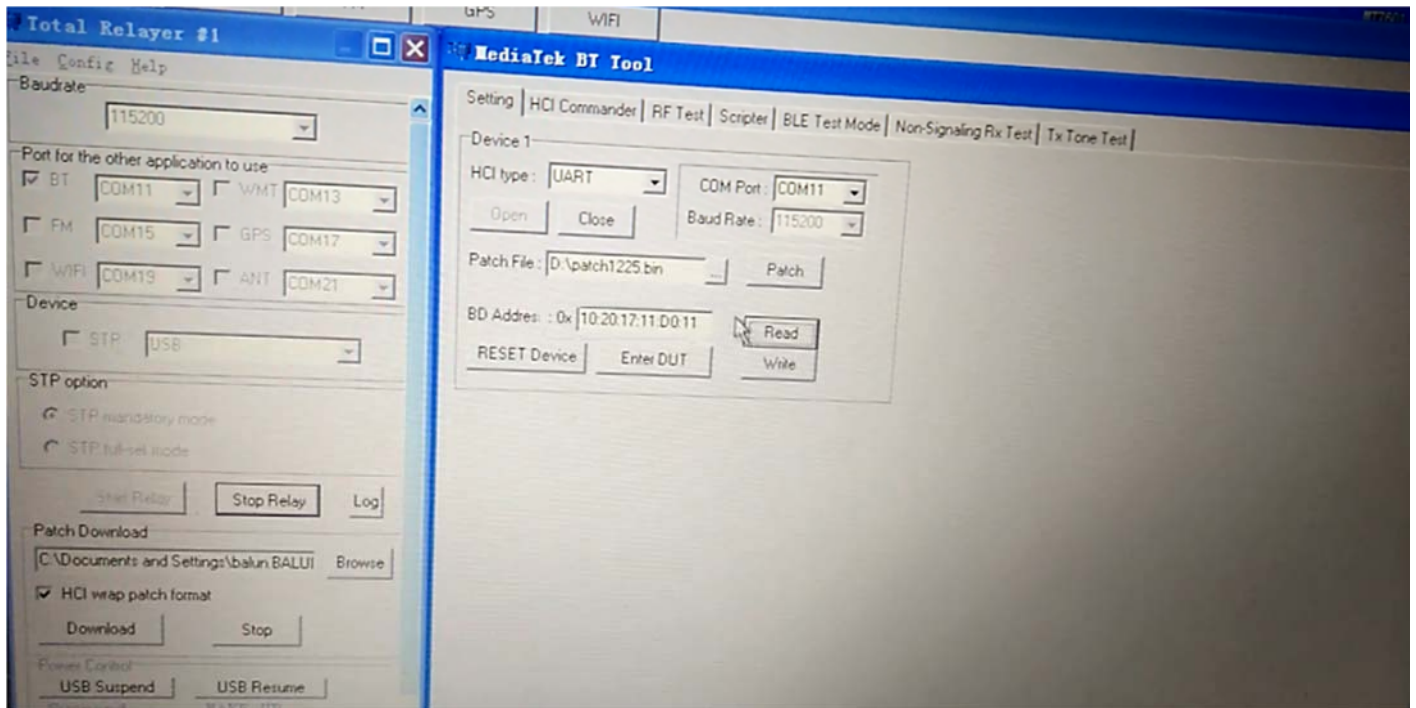 GPS
WIFI
Total Relayer #1
File Config Help
Baudrate
115200
Port for the other application to use
BT COM11 WMT COM13
FM COM15 GPS COM17
WIFI COM19 ANT COM21
Device
STP USB
STP option
STP mandatory mode
STP full-set mode
Start Relay Stop Relay Log
Patch Download
C:\Documents and Settings\balun.BALUI Browse
HCI wrap patch format
Download Stop
Power Control
USB Suspend USB Resume
MediaTek BT Tool
Setting HCI Commander RF Test Scripter BLE Test Mode Non-Signaling Rx Test Tx Tone Test
Device 1
HCI type : UART COM Port : COM11
Open Close Baud Rate : 115200
Patch File : D:\patch1225.bin ... Patch
BD Addres : 0x 10:20:17:11:D0:11 Read
RESET Device Enter DUT Write